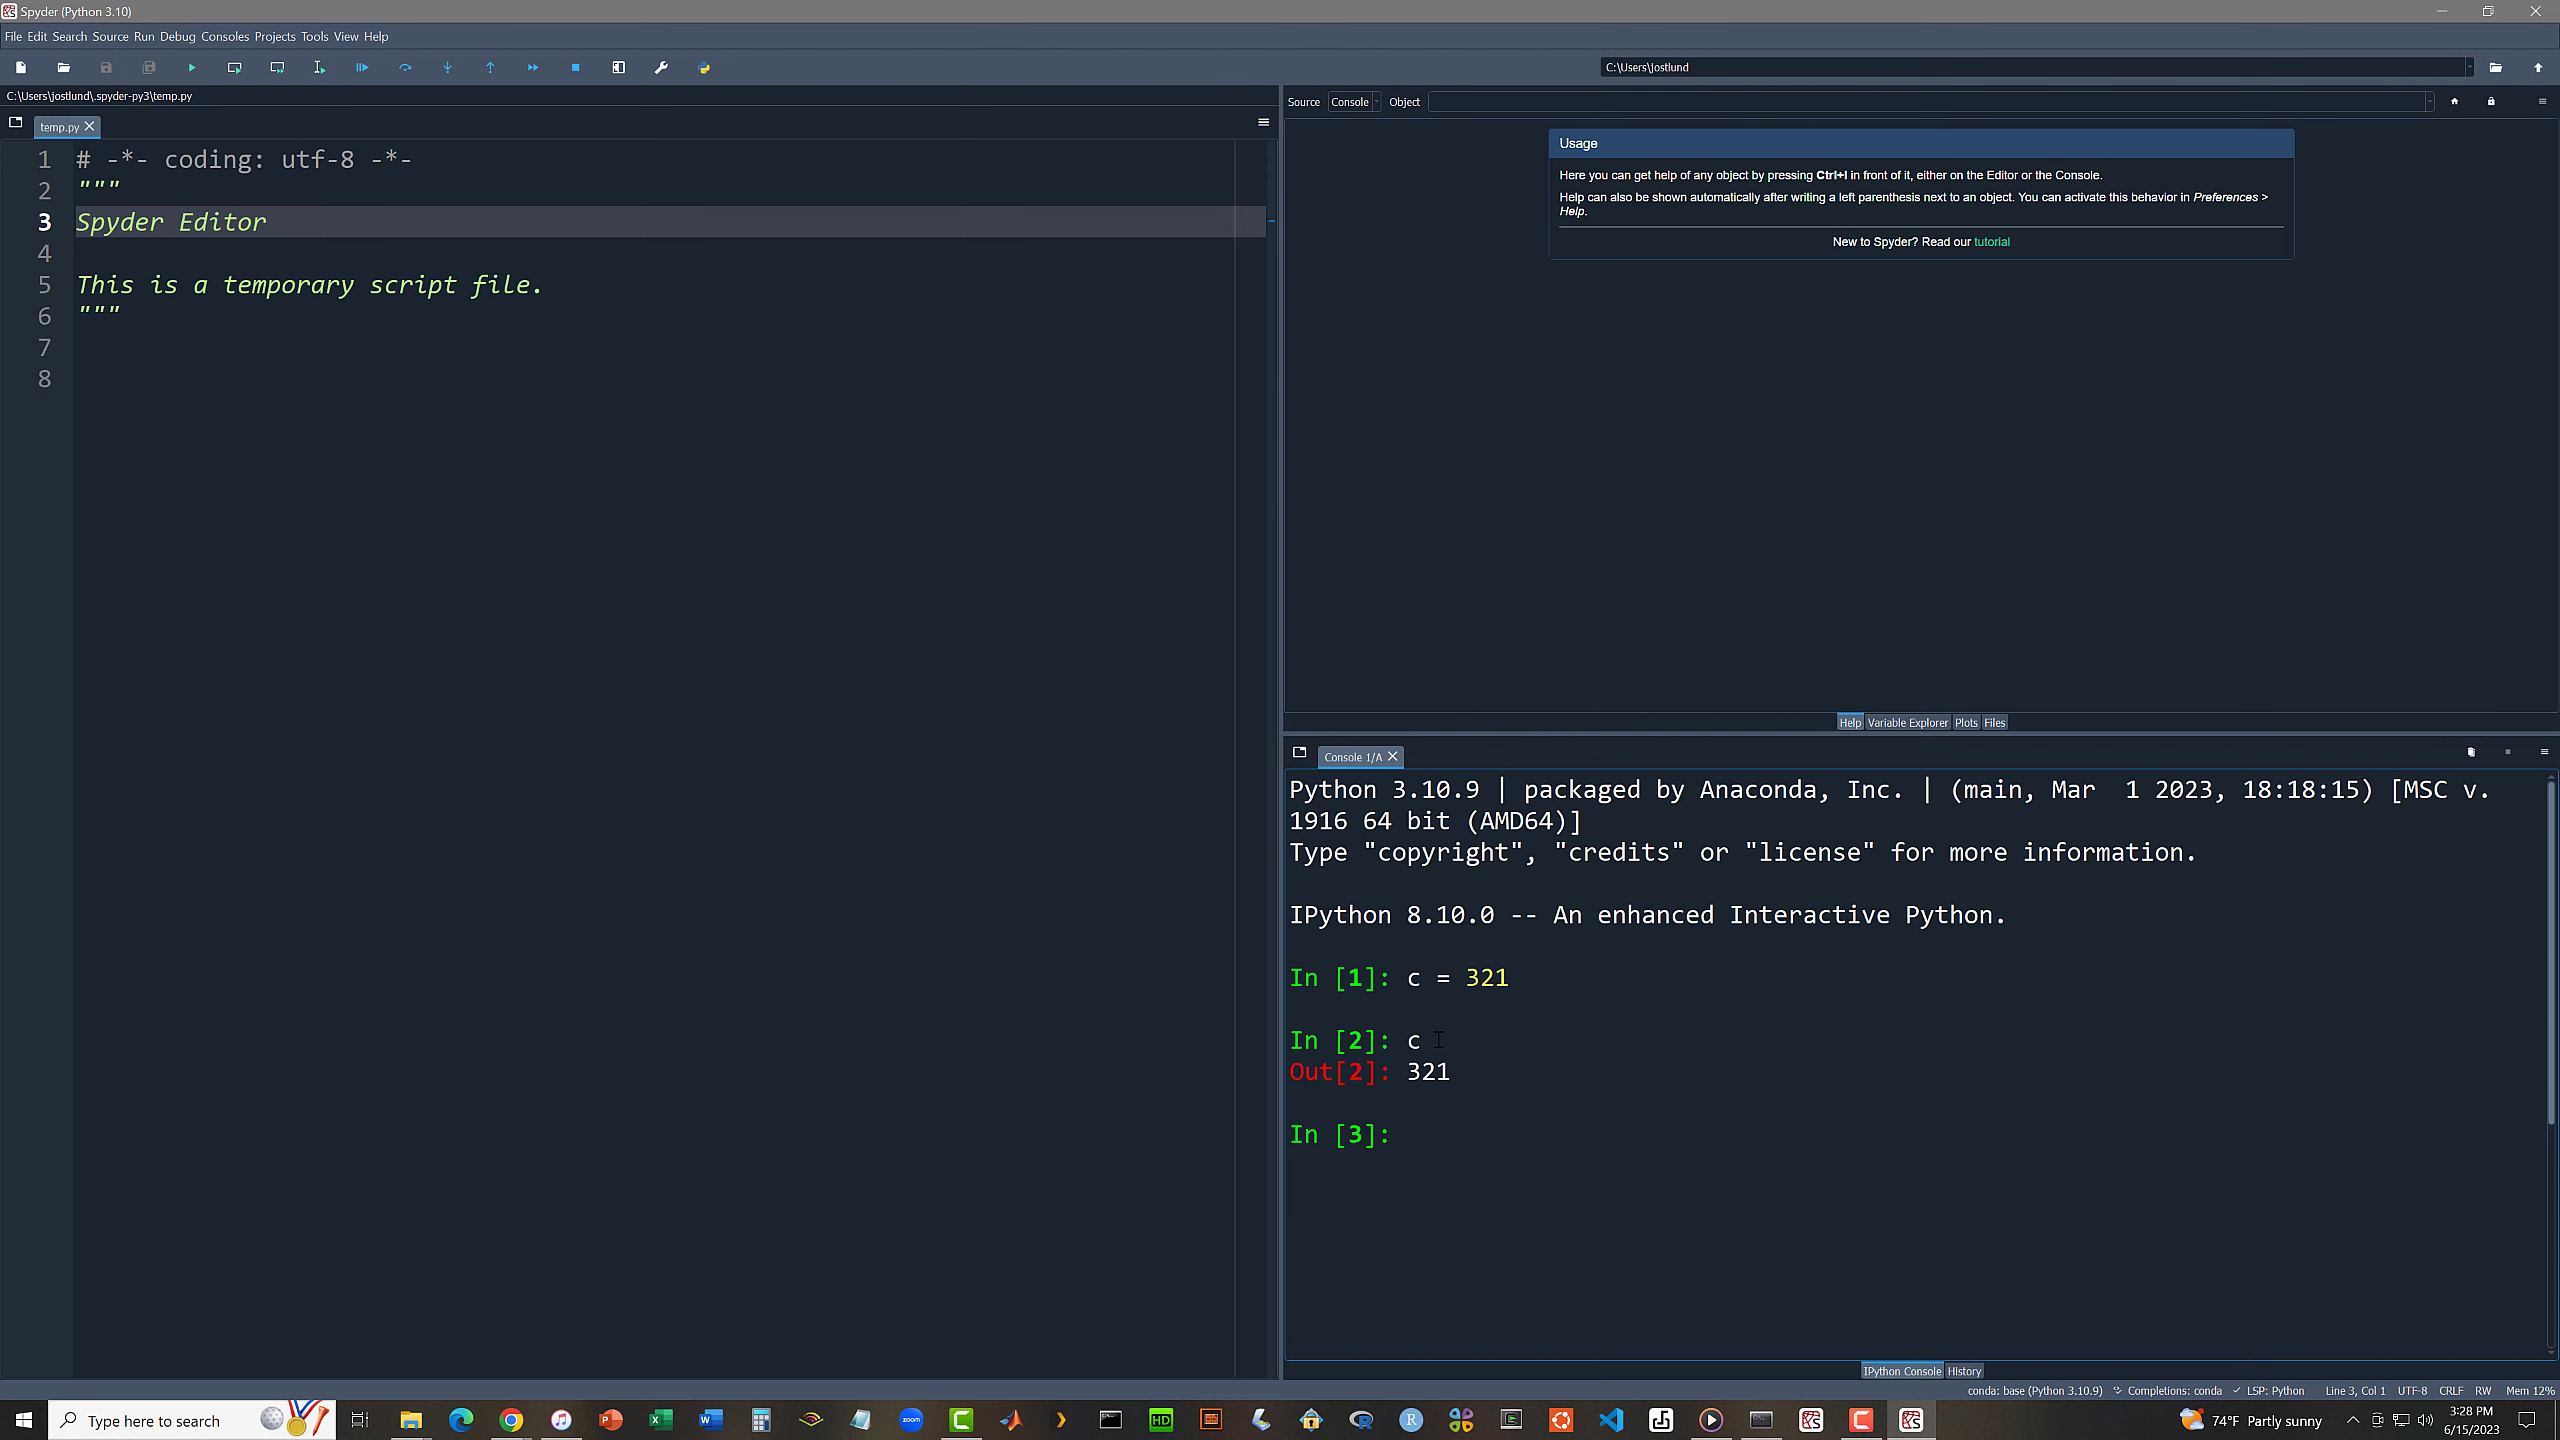 Spyder (Python 3.10)
File Edit Search Source Run Debug Consoles Projects Tools View Help
C:\Users\jostlund
C:\Users\jostlund\.spyder-py3\temp.py
temp.py
1 # -*- coding: utf-8 -*-
2 """
3 Spyder Editor
4
5 This is a temporary script file.
6 """
7
8
Source Console Object
Usage
Here you can get help of any object by pressing Ctrl+I in front of it, either on the Editor or the Console.
Help can also be shown automatically after writing a left parenthesis next to an object. You can activate this behavior in Preferences >
Help.
New to Spyder? Read our tutorial
Help Variable Explorer Plots Files
Console 1/A
Python 3.10.9 | packaged by Anaconda, Inc. | (main, Mar  1 2023, 18:18:15) [MSC v.
1916 64 bit (AMD64)]
Type "copyright", "credits" or "license" for more information.
IPython 8.10.0 -- An enhanced Interactive Python.
In [1]: c = 321
In [2]: c
Out[2]: 321
In [3]:
IPython Console History
conda: base (Python 3.10.9) Completions: conda LSP: Python Line 3, Col 1 UTF-8 CRLF RW Mem 12%
Type here to search
zoom
HD
74°F Partly sunny
3:28 PM
6/15/2023